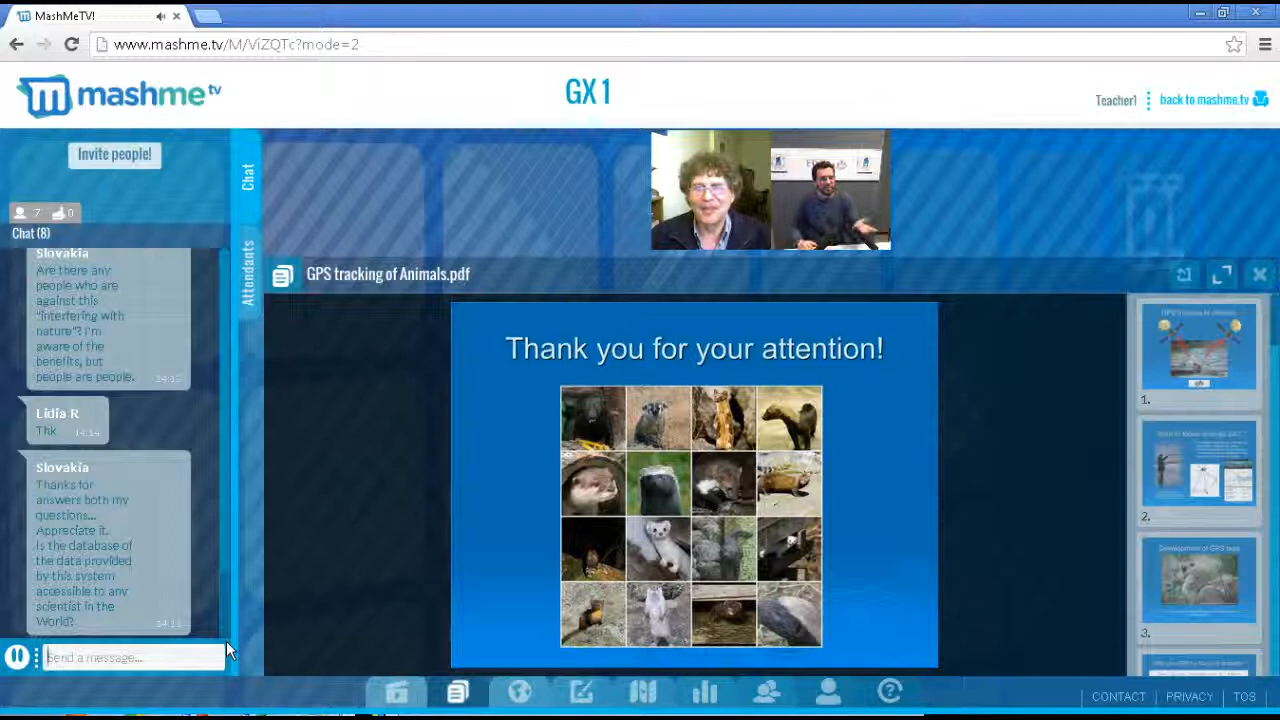 MashMeTV!
www.mashme.tv/M/ViZQTc?mode=2
mashme tv
GX 1
Teacher1
back to mashme.tv
Invite people!
7
0
Chat (8)
Chat
Attendants
Slovakia
Are there any
people who are
against this
"interfering with
nature"? I'm
aware of the
benefits, but
people are people.
Lidia R
Thk 14:14
Slovakia
Thanks for
answers both my
questions...
Appreciate it.
Is the database of
the data provided
by this system
accessible to any
scientist in the
World?
Send a message...
GPS tracking of Animals.pdf
Thank you for your attention!
1.
2.
Development of GPS tags
3.
CONTACT
PRIVACY
TOS